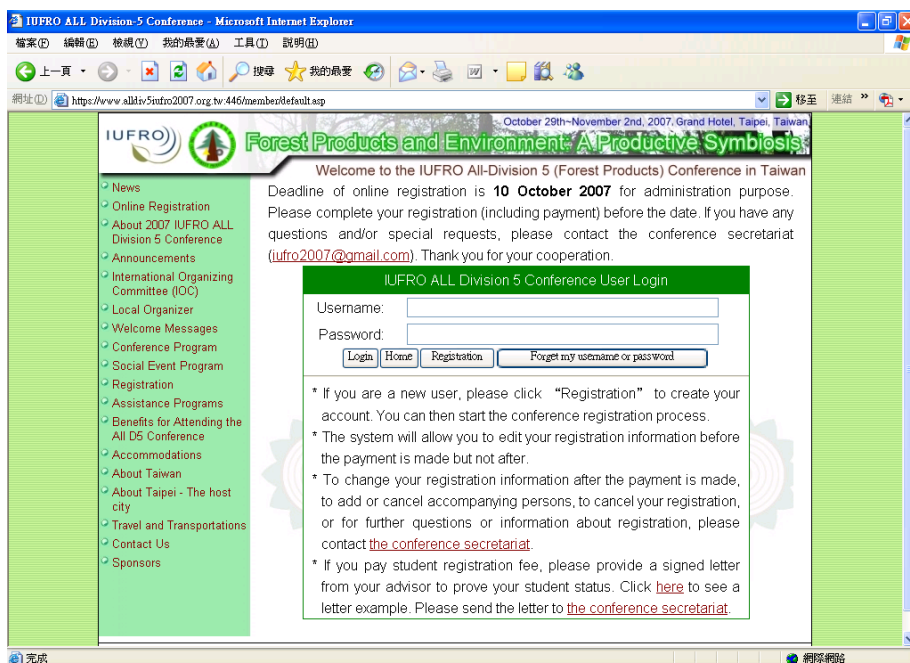 IUFRO ALL Division-5 Conference - Microsoft Internet Explorer
檔案(F) 編輯(E) 檢視(V) 我的最愛(A) 工具(T) 說明(H)
上一頁 搜尋 我的最愛
網址(D) https://www.alldiv5iufro2007.org.tw:446/member/default.asp 移至 連結 »
IUFRO
October 29th~November 2nd, 2007. Grand Hotel, Taipei, Taiwan
Forest Products and Environment: A Productive Symbiosis
Welcome to the IUFRO All-Division 5 (Forest Products) Conference in Taiwan
News
Online Registration
About 2007 IUFRO ALL
Division 5 Conference
Announcements
International Organizing
Committee (IOC)
Local Organizer
Welcome Messages
Conference Program
Social Event Program
Registration
Assistance Programs
Benefits for Attending the
All D5 Conference
Accommodations
About Taiwan
About Taipei - The host
city
Travel and Transportations
Contact Us
Sponsors
Deadline of online registration is 10 October 2007 for administration purpose.
Please complete your registration (including payment) before the date. If you have any
questions and/or special requests, please contact the conference secretariat
(iufro2007@gmail.com). Thank you for your cooperation.
IUFRO ALL Division 5 Conference User Login
Username:
Password:
Login Home Registration Forget my username or password
* If you are a new user, please click “Registration” to create your
account. You can then start the conference registration process.
* The system will allow you to edit your registration information before
the payment is made but not after.
* To change your registration information after the payment is made,
to add or cancel accompanying persons, to cancel your registration,
or for further questions or information about registration, please
contact the conference secretariat.
* If you pay student registration fee, please provide a signed letter
from your advisor to prove your student status. Click here to see a
letter example. Please send the letter to the conference secretariat.
完成 網際網路